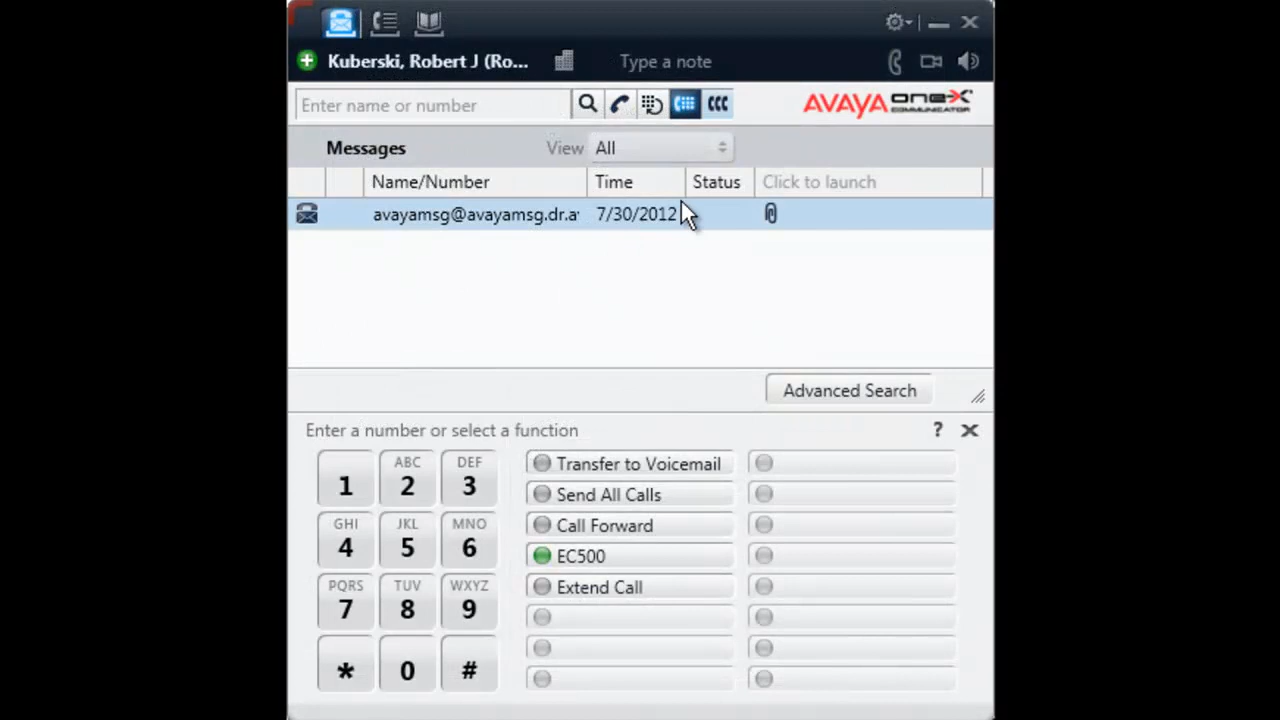 Kuberski, Robert J (Ro... Type a note
Enter name or number AVAYA one-X
COMMUNICATOR
Messages View All
Name/Number Time Status Click to launch
avayamsg@avayamsg.dr.a 7/30/2012
Advanced Search
Enter a number or select a function ?
1 ABC 2 DEF 3 Transfer to Voicemail
Send All Calls
GHI 4 JKL 5 MNO 6 Call Forward
EC500
PQRS 7 TUV 8 WXYZ 9 Extend Call
* 0 #